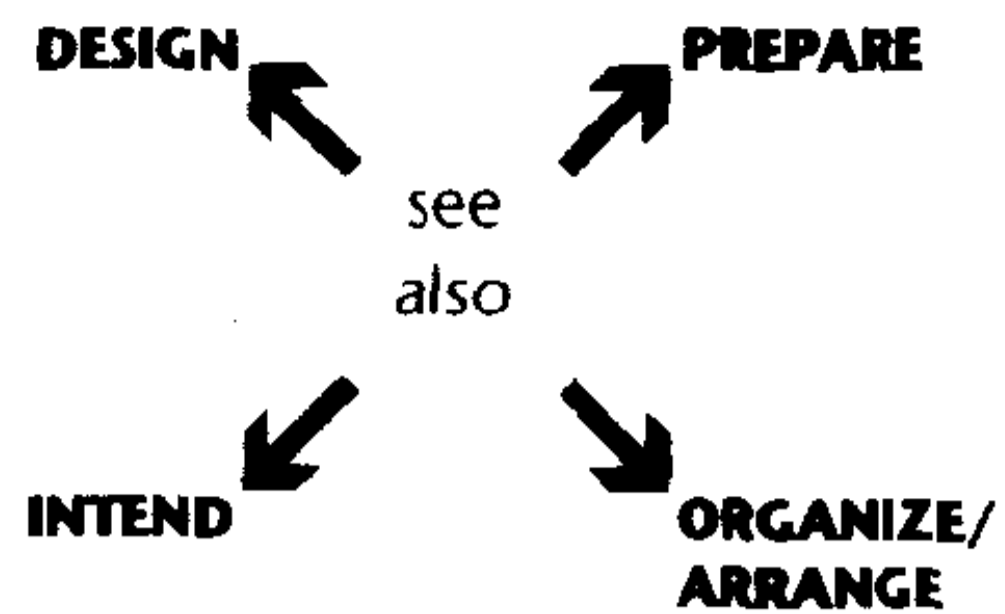 DESIGN
PREPARE
see
also
INTEND
ORGANIZE/
ARRANGE